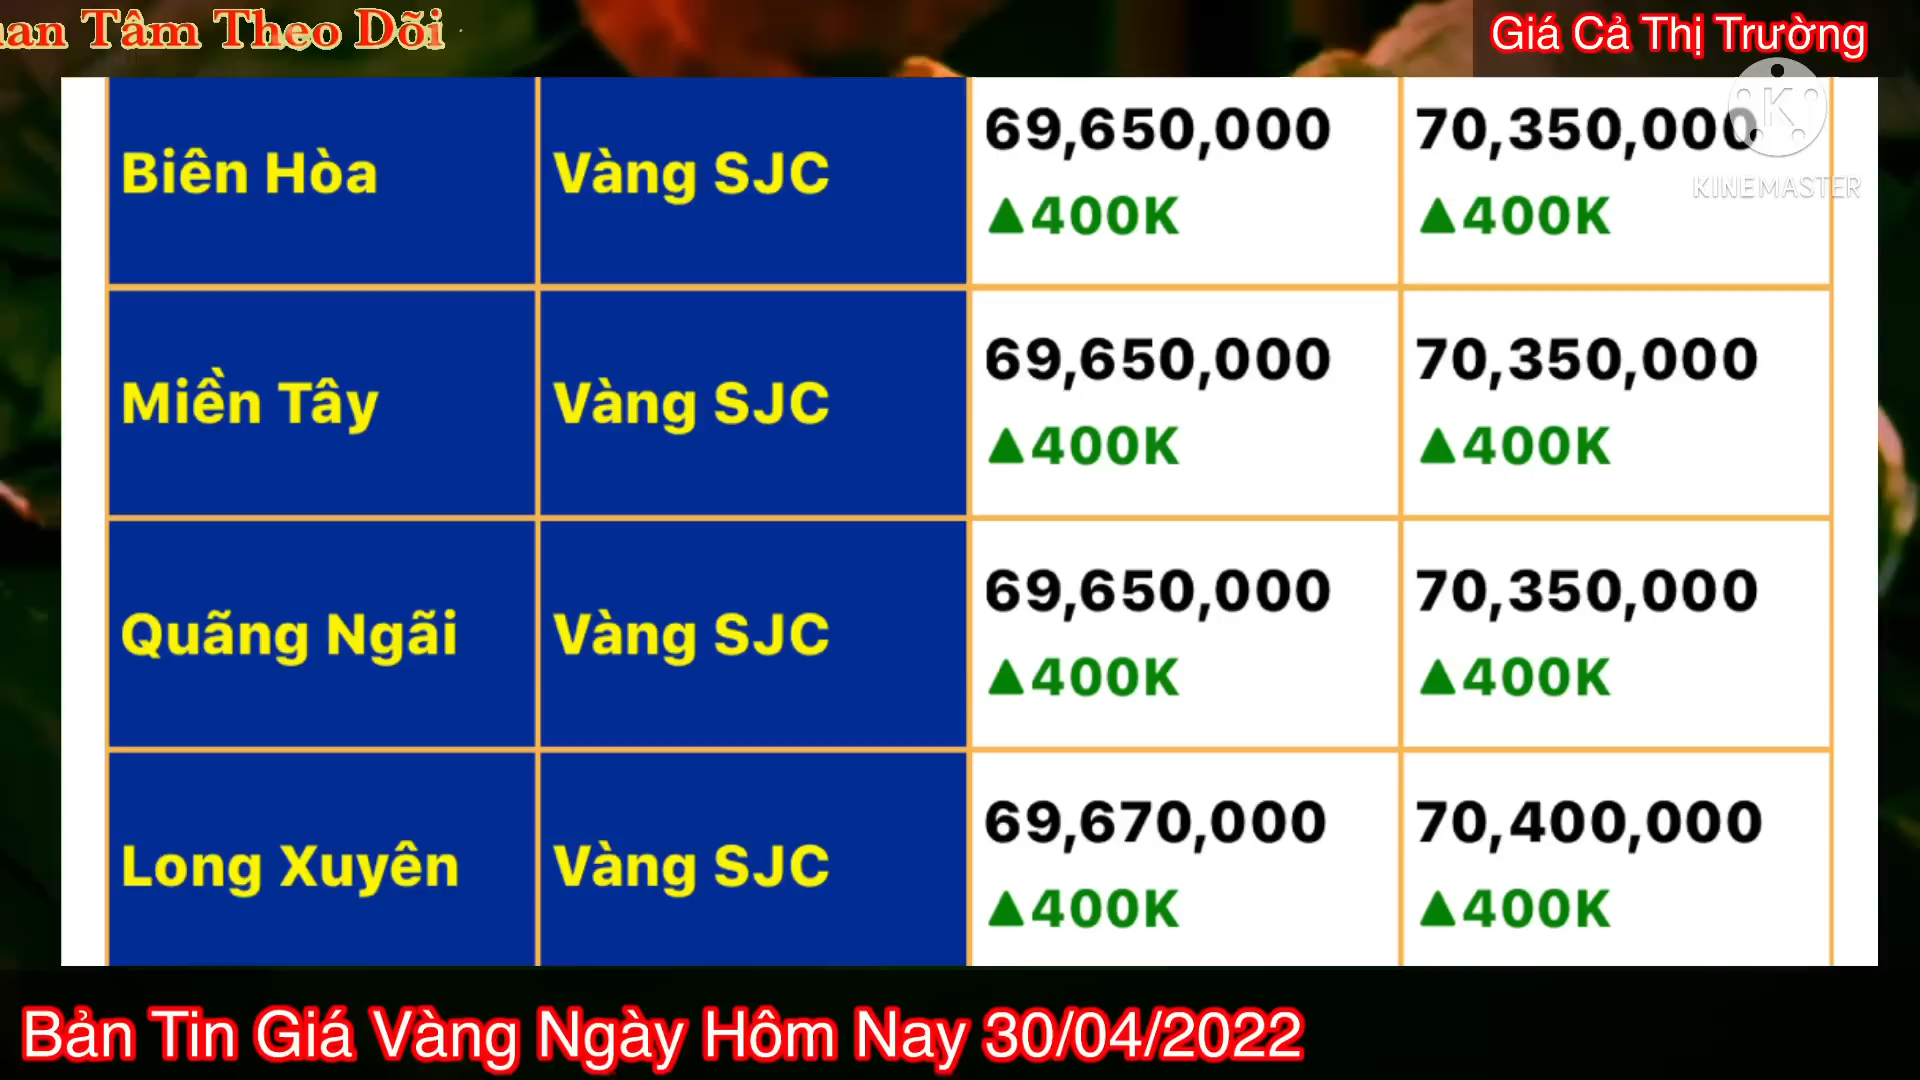 Tâm Theo Dõi
Giá Cả Thị Trường
KINEMASTER
Biên Hòa Vàng SJC 69,650,000 70,350,000
▲400K ▲400K
Miền Tây Vàng SJC 69,650,000 70,350,000
▲400K ▲400K
Quãng Ngãi Vàng SJC 69,650,000 70,350,000
▲400K ▲400K
Long Xuyên Vàng SJC 69,670,000 70,400,000
▲400K ▲400K
Bản Tin Giá Vàng Ngày Hôm Nay 30/04/2022